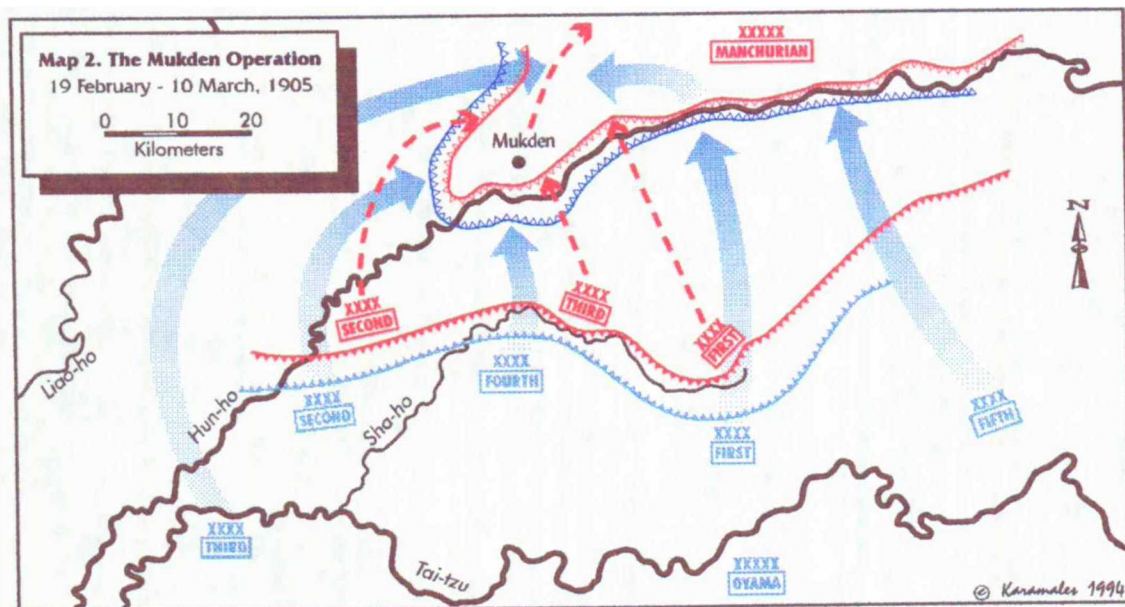 Map 2. The Mukden Operation
19 February - 10 March, 1905
0 10 20
Kilometers
XXXXX
MANCHURIAN
Mukden
N
XXXX
SECOND
XXXX
THIRD
XXXX
FIRST
Liao-ho
Hun-ho
Sha-ho
XXXX
SECOND
XXXX
FOURTH
XXXX
FIRST
XXXX
FIFTH
XXXX
THIRD
Tai-tzu
XXXXX
OYAMA
© Karamales 1994